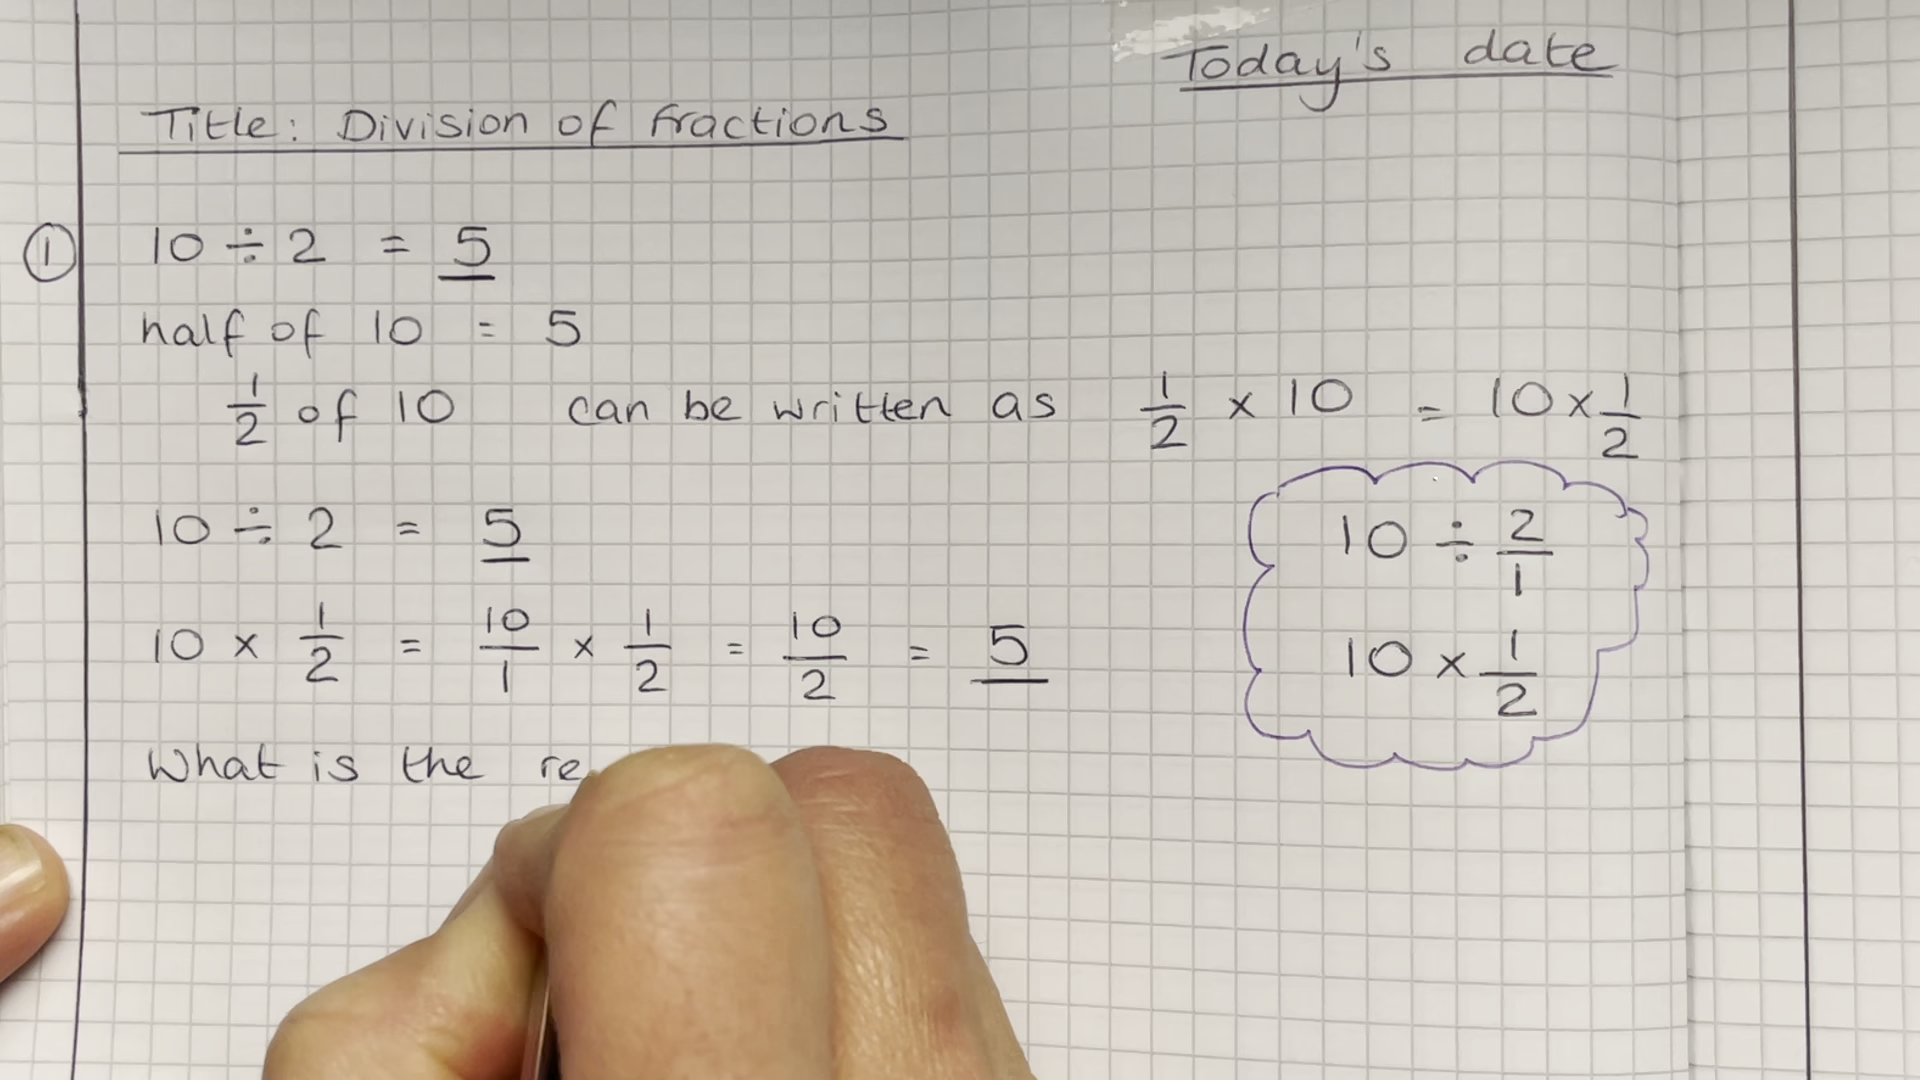 Today's date
Title: Division of fractions
① 10 ÷ 2 = 5
half of 10 = 5
1/2 of 10 can be written as 1/2 × 10 = 10 × 1/2
10 ÷ 2 = 5
10 ÷ 2/1
10 × 1/2 = 10/1 × 1/2 = 10/2 = 5
10 × 1/2
What is the re